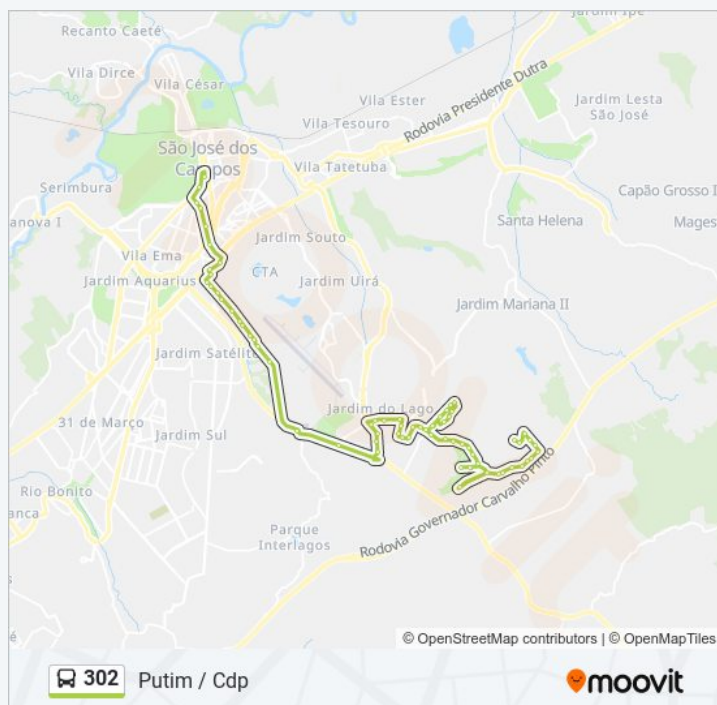 Recanto Caeté
Jardim Ipê
Vila Dirce
Vila César
Vila Ester
Rodovia Presidente Dutra
Jardim Lesta
São José
Vila Tesouro
São José dos
Campos
Vila Tatetuba
Serimbura
Capão Grosso I
anova I
Santa Helena
Mages
Jardim Souto
Vila Ema
CTA
Jardim Aquarius
Jardim Uirá
Jardim Mariana II
Jardim Satélite
Jardim do Lago
31 de Março
Jardim Sul
Rodovia Governador Carvalho Pinto
Rio Bonito
anca
Parque
Interlagos
é
© OpenStreetMap contributors | © OpenMapTiles
302 Putim / Cdp
moovit